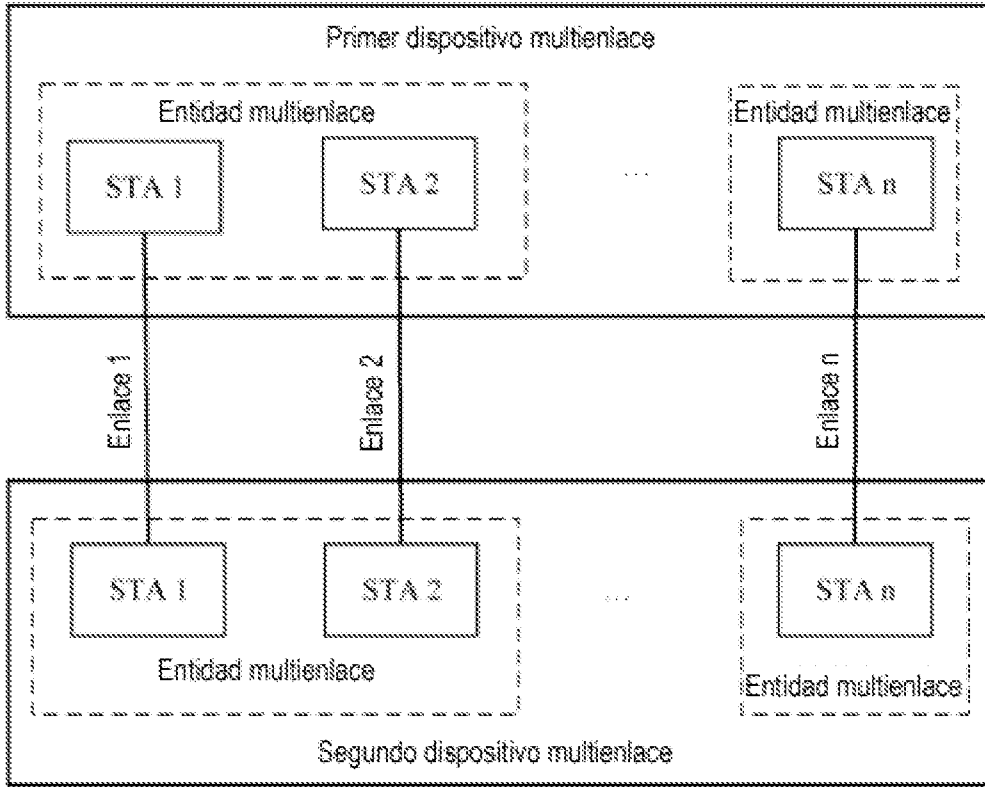 Primer dispositivo multienlace
Entidad multienlace
Entidad multienlace
STA 1
STA 2
...
STA n
Enlace 1
Enlace 2
Enlace n
STA 1
STA 2
...
STA n
Entidad multienlace
Entidad multienlace
Segundo dispositivo multienlace